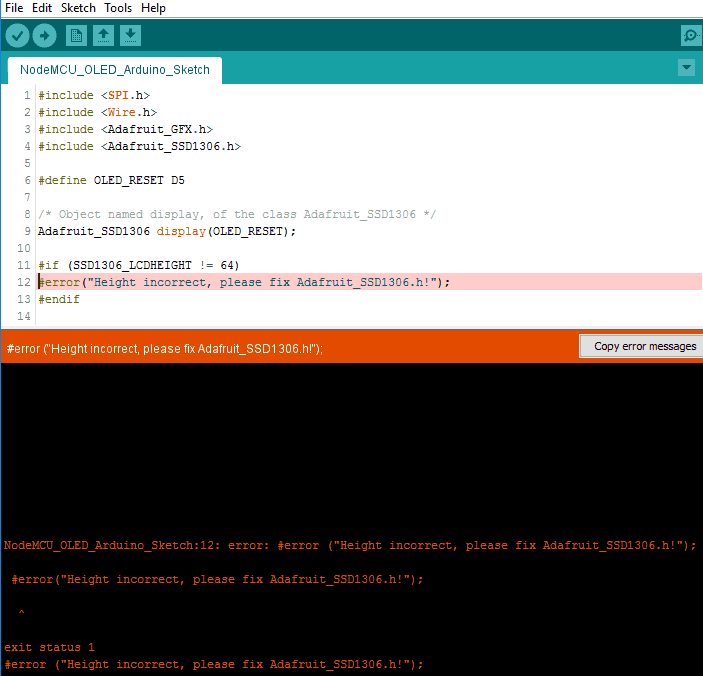 File Edit Sketch Tools Help
NodeMCU_OLED_Arduino_Sketch
1 #include <SPI.h>
2 #include <Wire.h>
3 #include <Adafruit_GFX.h>
4 #include <Adafruit_SSD1306.h>
5
6 #define OLED_RESET D5
7
8 /* Object named display, of the class Adafruit_SSD1306 */
9 Adafruit_SSD1306 display(OLED_RESET);
10
11 #if (SSD1306_LCDHEIGHT != 64)
12 #error("Height incorrect, please fix Adafruit_SSD1306.h!");
13 #endif
14
#error ("Height incorrect, please fix Adafruit_SSD1306.h!");
Copy error messages
NodeMCU_OLED_Arduino_Sketch:12: error: #error ("Height incorrect, please fix Adafruit_SSD1306.h!");
#error("Height incorrect, please fix Adafruit_SSD1306.h!");
^
exit status 1
#error ("Height incorrect, please fix Adafruit_SSD1306.h!");